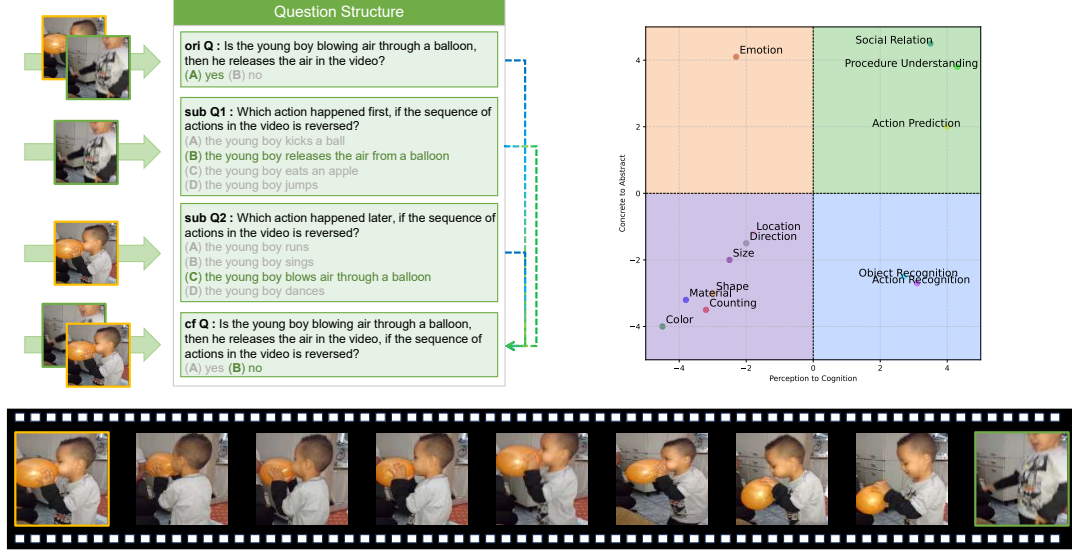 Question Structure
ori Q : Is the young boy blowing air through a balloon,
then he releases the air in the video?
(A) yes (B) no
sub Q1 : Which action happened first, if the sequence of
actions in the video is reversed?
(A) the young boy kicks a ball
(B) the young boy releases the air from a balloon
(C) the young boy eats an apple
(D) the young boy jumps
sub Q2 : Which action happened later, if the sequence of
actions in the video is reversed?
(A) the young boy runs
(B) the young boy sings
(C) the young boy blows air through a balloon
(D) the young boy dances
cf Q : Is the young boy blowing air through a balloon,
then he releases the air in the video, if the sequence of
actions in the video is reversed?
(A) yes (B) no
Concrete to Abstract
4
2
0
−2
−4
Emotion
Social Relation
Procedure Understanding
Action Prediction
Location
Direction
Size
Shape
Material
Counting
Color
Object Recognition
Action Recognition
−4 −2 0 2 4
Perception to Cognition